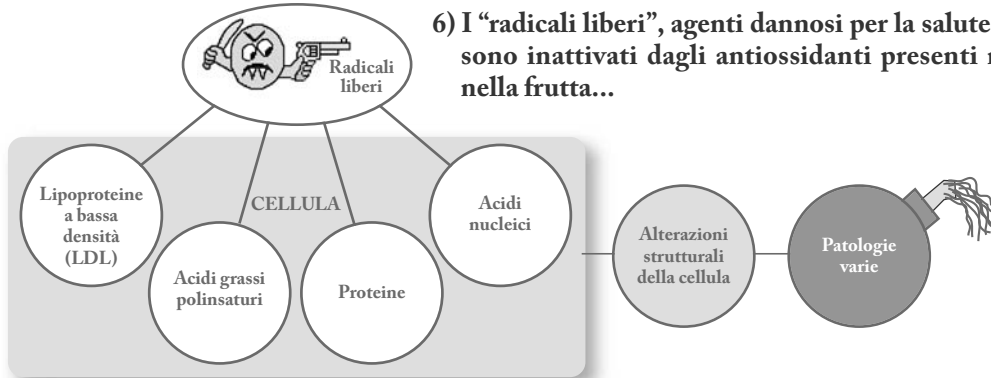 6) I “radicali liberi”, agenti dannosi per la salute
sono inattivati dagli antiossidanti presenti
nella frutta...
Radicali
liberi
Lipoproteine
a bassa
densità
(LDL)
CELLULA
Acidi
nucleici
Acidi grassi
polinsaturi
Proteine
Alterazioni
strutturali
della cellula
Patologie
varie